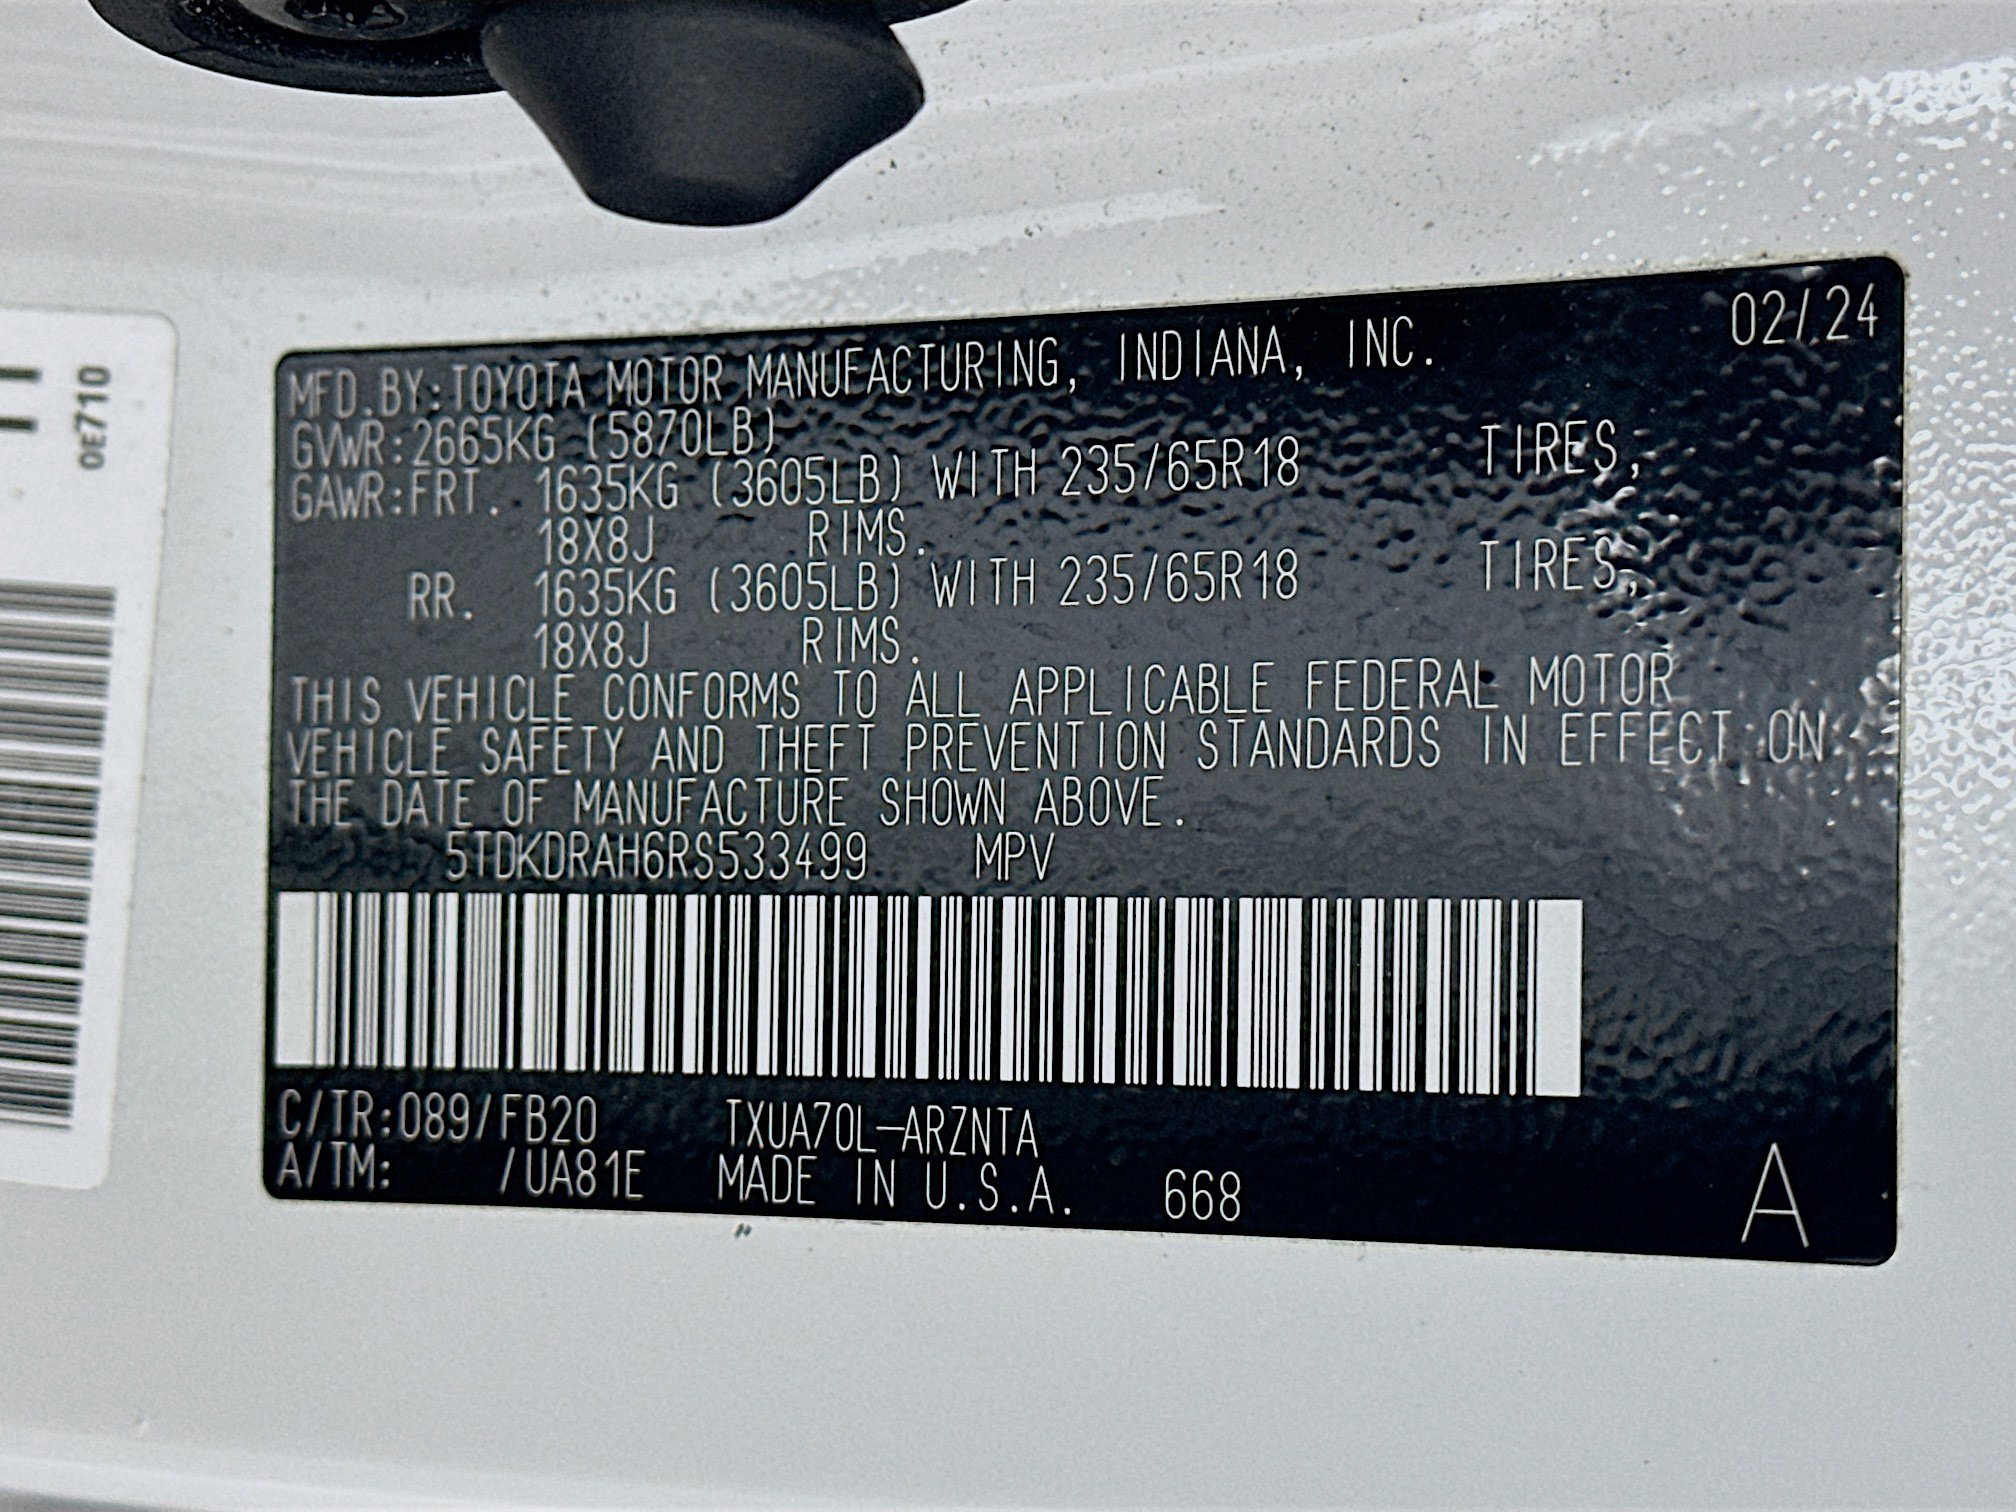 0E710
02/.24
MFD.BY:TOYOTA MOTOR MANUFACTURING, INDIANA, INC.
GVWR:2665KG (5870LB)
GAWR:FRT. 1635KG (3605LB) WITH 235/65R18 TIRES,
18X8J RIMS.
RR. 1635KG (3605LB) WITH 235/65R18 TIRES,
18X8J RIMS.
THIS VEHICLE CONFORMS TO ALL APPLICABLE FEDERAL MOTOR
VEHICLE SAFETY AND THEFT PREVENTION STANDARDS IN EFFECT ON
THE DATE OF MANUFACTURE SHOWN ABOVE.
5TDKDRAH6RS533499 MPV
C/TR:089/FB20 TXUA70L-ARZNTA
A/TM: /UA81E MADE IN U.S.A. 668
A